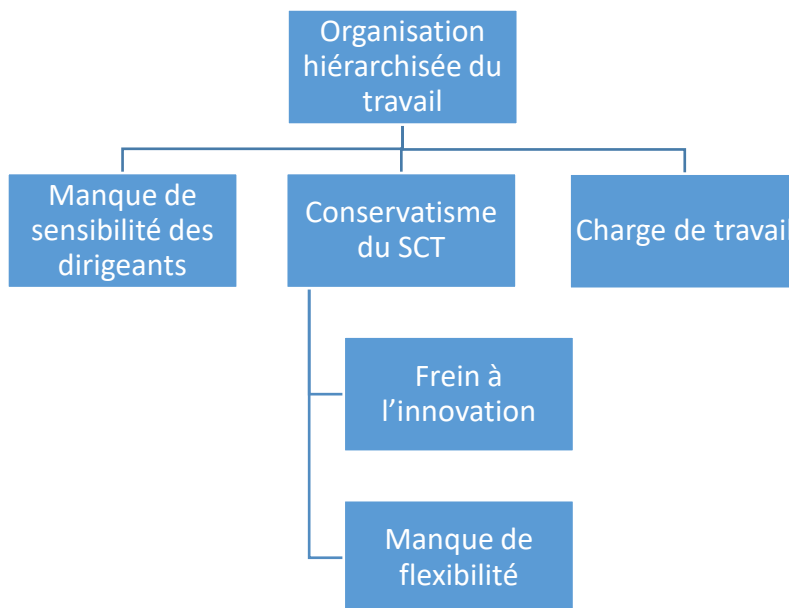 Organisation
hiérarchisée du
travail
Manque de
sensibilité des
dirigeants
Conservatisme
du SCT
Charge de travail
Frein à
l’innovation
Manque de
flexibilité